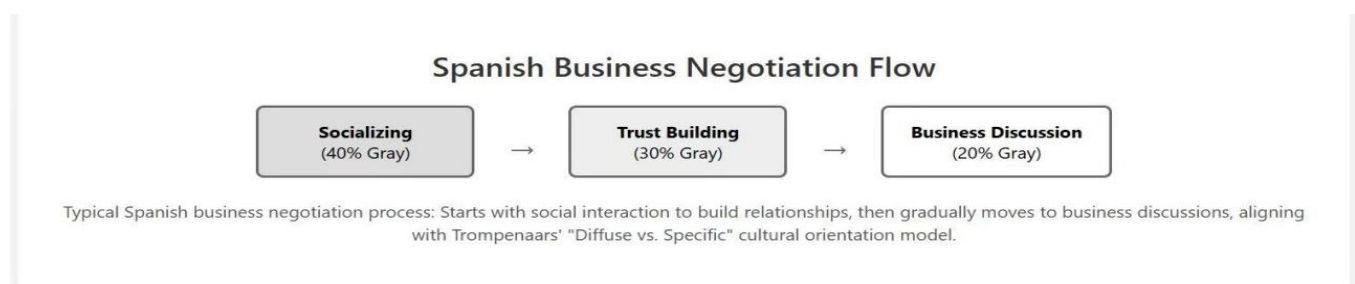 Spanish Business Negotiation Flow
Socializing
(40% Gray)
→
Trust Building
(30% Gray)
→
Business Discussion
(20% Gray)
Typical Spanish business negotiation process: Starts with social interaction to build relationships, then gradually moves to business discussions, aligning
with Trompenaars' "Diffuse vs. Specific" cultural orientation model.